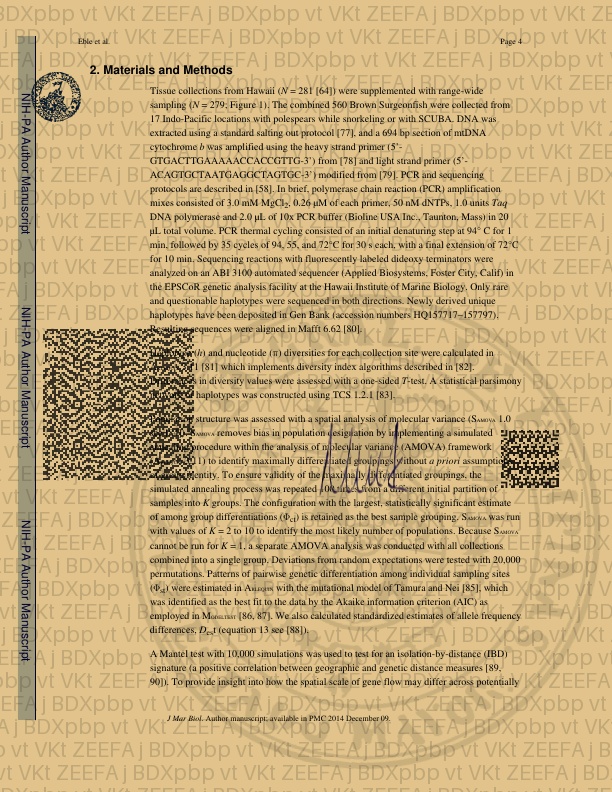 Eble et al.
Page 4
2. Materials and Methods
Tissue collections from Hawaii (N = 281 [64]) were supplemented with range-wide
sampling (N = 279; Figure 1). The combined 560 Brown Surgeonfish were collected from
17 Indo-Pacific locations with polespears while snorkeling or with SCUBA. DNA was
extracted using a standard salting out protocol [77], and a 694 bp section of mtDNA
cytochrome b was amplified using the heavy strand primer (5'-
GTGACTTGAAAAACCACCGTTG-3') from [78] and light strand primer (5'-
ACAGTGCTAATGAGGCTAGTGC-3') modified from [79]. PCR and sequencing
protocols are described in [58]. In brief, polymerase chain reaction (PCR) amplification
mixes consisted of 3.0 mM MgCl2, 0.26 µM of each primer, 50 nM dNTPs, 1.0 units Taq
DNA polymerase and 2.0 µL of 10x PCR buffer (Bioline USA Inc., Taunton, Mass) in 20
µL total volume. PCR thermal cycling consisted of an initial denaturing step at 94° C for 1
min, followed by 35 cycles of 94, 55, and 72°C for 30 s each, with a final extension of 72°C
for 10 min. Sequencing reactions with fluorescently labeled dideoxy terminators were
analyzed on an ABI 3100 automated sequencer (Applied Biosystems, Foster City, Calif) in
the EPSCoR genetic analysis facility at the Hawaii Institute of Marine Biology. Only rare
and questionable haplotypes were sequenced in both directions. Newly derived unique
haplotypes have been deposited in Gen Bank (accession numbers HQ157717–157797).
Resulting sequences were aligned in Mafft 6.62 [80].
(h) and nucleotide (π) diversities for each collection site were calculated in
[81] which implements diversity index algorithms described in [82].
in diversity values were assessed with a one-sided T-test. A statistical parsimony
of haplotypes was constructed using TCS 1.2.1 [83].
structure was assessed with a spatial analysis of molecular variance (SAMOVA 1.0
SAMOVA removes bias in population designation by implementing a simulated
procedure within the analysis of molecular variance (AMOVA) framework
to identify maximally differentiated groupings without a priori assumptions
identity. To ensure validity of the maximally differentiated groupings, the
simulated annealing process was repeated 100 times from a different initial partition of
samples into K groups. The configuration with the largest, statistically significant estimate
of among group differentiations (Φct) is retained as the best sample grouping. SAMOVA was run
with values of K = 2 to 10 to identify the most likely number of populations. Because SAMOVA
cannot be run for K = 1, a separate AMOVA analysis was conducted with all collections
combined into a single group. Deviations from random expectations were tested with 20,000
permutations. Patterns of pairwise genetic differentiation among individual sampling sites
(Φst) were estimated in ARLEQUIN with the mutational model of Tamura and Nei [85], which
was identified as the best fit to the data by the Akaike information criterion (AIC) as
employed in MODELTEST [86, 87]. We also calculated standardized estimates of allele frequency
differences, Dest (equation 13 see [88]).
A Mantel test with 10,000 simulations was used to test for an isolation-by-distance (IBD)
signature (a positive correlation between geographic and genetic distance measures [89,
90]). To provide insight into how the spatial scale of gene flow may differ across potentially
J Mar Biol. Author manuscript; available in PMC 2014 December 09.
NIH-PA Author Manuscript
NIH-PA Author Manuscript
NIH-PA Author Manuscript